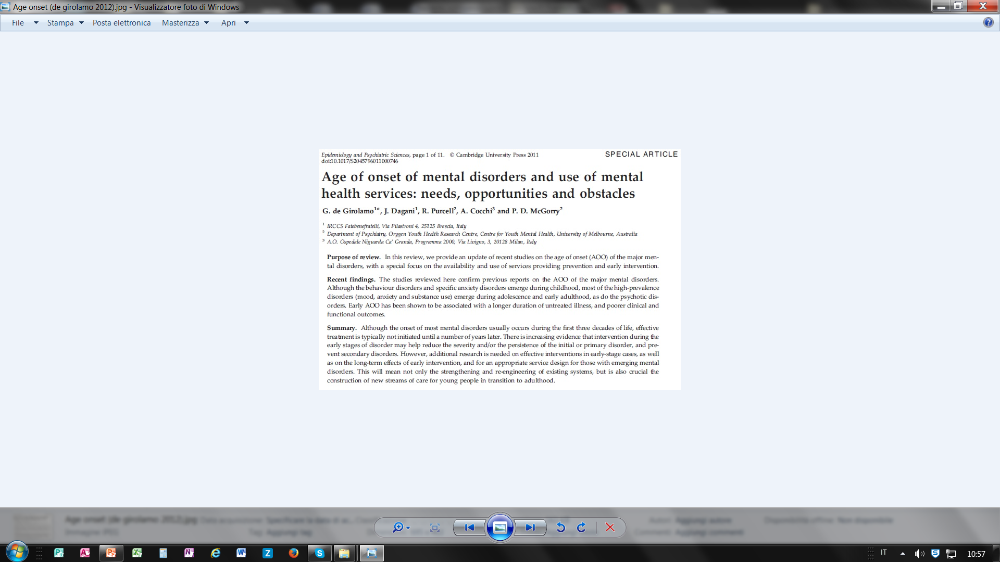 Age onset (de girolamo 2012).jpg - Visualizzatore foto di Windows
File Stampa Posta elettronica Masterizza Apri
Epidemiology and Psychiatric Sciences, page 1 of 11. © Cambridge University Press 2011 SPECIAL ARTICLE
doi:10.1017/S2045796011000746
Age of onset of mental disorders and use of mental
health services: needs, opportunities and obstacles
G. de Girolamo1*, J. Dagani1, R. Purcell2, A. Cocchi3 and P. D. McGorry2
1 IRCCS Fatebenefratelli, Via Pilastroni 4, 25125 Brescia, Italy
2 Department of Psychiatry, Orygen Youth Health Research Centre, Centre for Youth Mental Health, University of Melbourne, Australia
3 A.O. Ospedale Niguarda Ca' Granda, Programma 2000, Via Livigno, 3, 20128 Milan, Italy
Purpose of review. In this review, we provide an update of recent studies on the age of onset (AOO) of the major men-
tal disorders, with a special focus on the availability and use of services providing prevention and early intervention.
Recent findings. The studies reviewed here confirm previous reports on the AOO of the major mental disorders.
Although the behaviour disorders and specific anxiety disorders emerge during childhood, most of the high-prevalence
disorders (mood, anxiety and substance use) emerge during adolescence and early adulthood, as do the psychotic dis-
orders. Early AOO has been shown to be associated with a longer duration of untreated illness, and poorer clinical and
functional outcomes.
Summary. Although the onset of most mental disorders usually occurs during the first three decades of life, effective
treatment is typically not initiated until a number of years later. There is increasing evidence that intervention during the
early stages of disorder may help reduce the severity and/or the persistence of the initial or primary disorder, and pre-
vent secondary disorders. However, additional research is needed on effective interventions in early-stage cases, as well
as on the long-term effects of early intervention, and for an appropriate service design for those with emerging mental
disorders. This will mean not only the strengthening and re-engineering of existing systems, but is also crucial the
construction of new streams of care for young people in transition to adulthood.
Age onset (de girolamo 2012).jpg
Immagine JPEG
IT 10:57